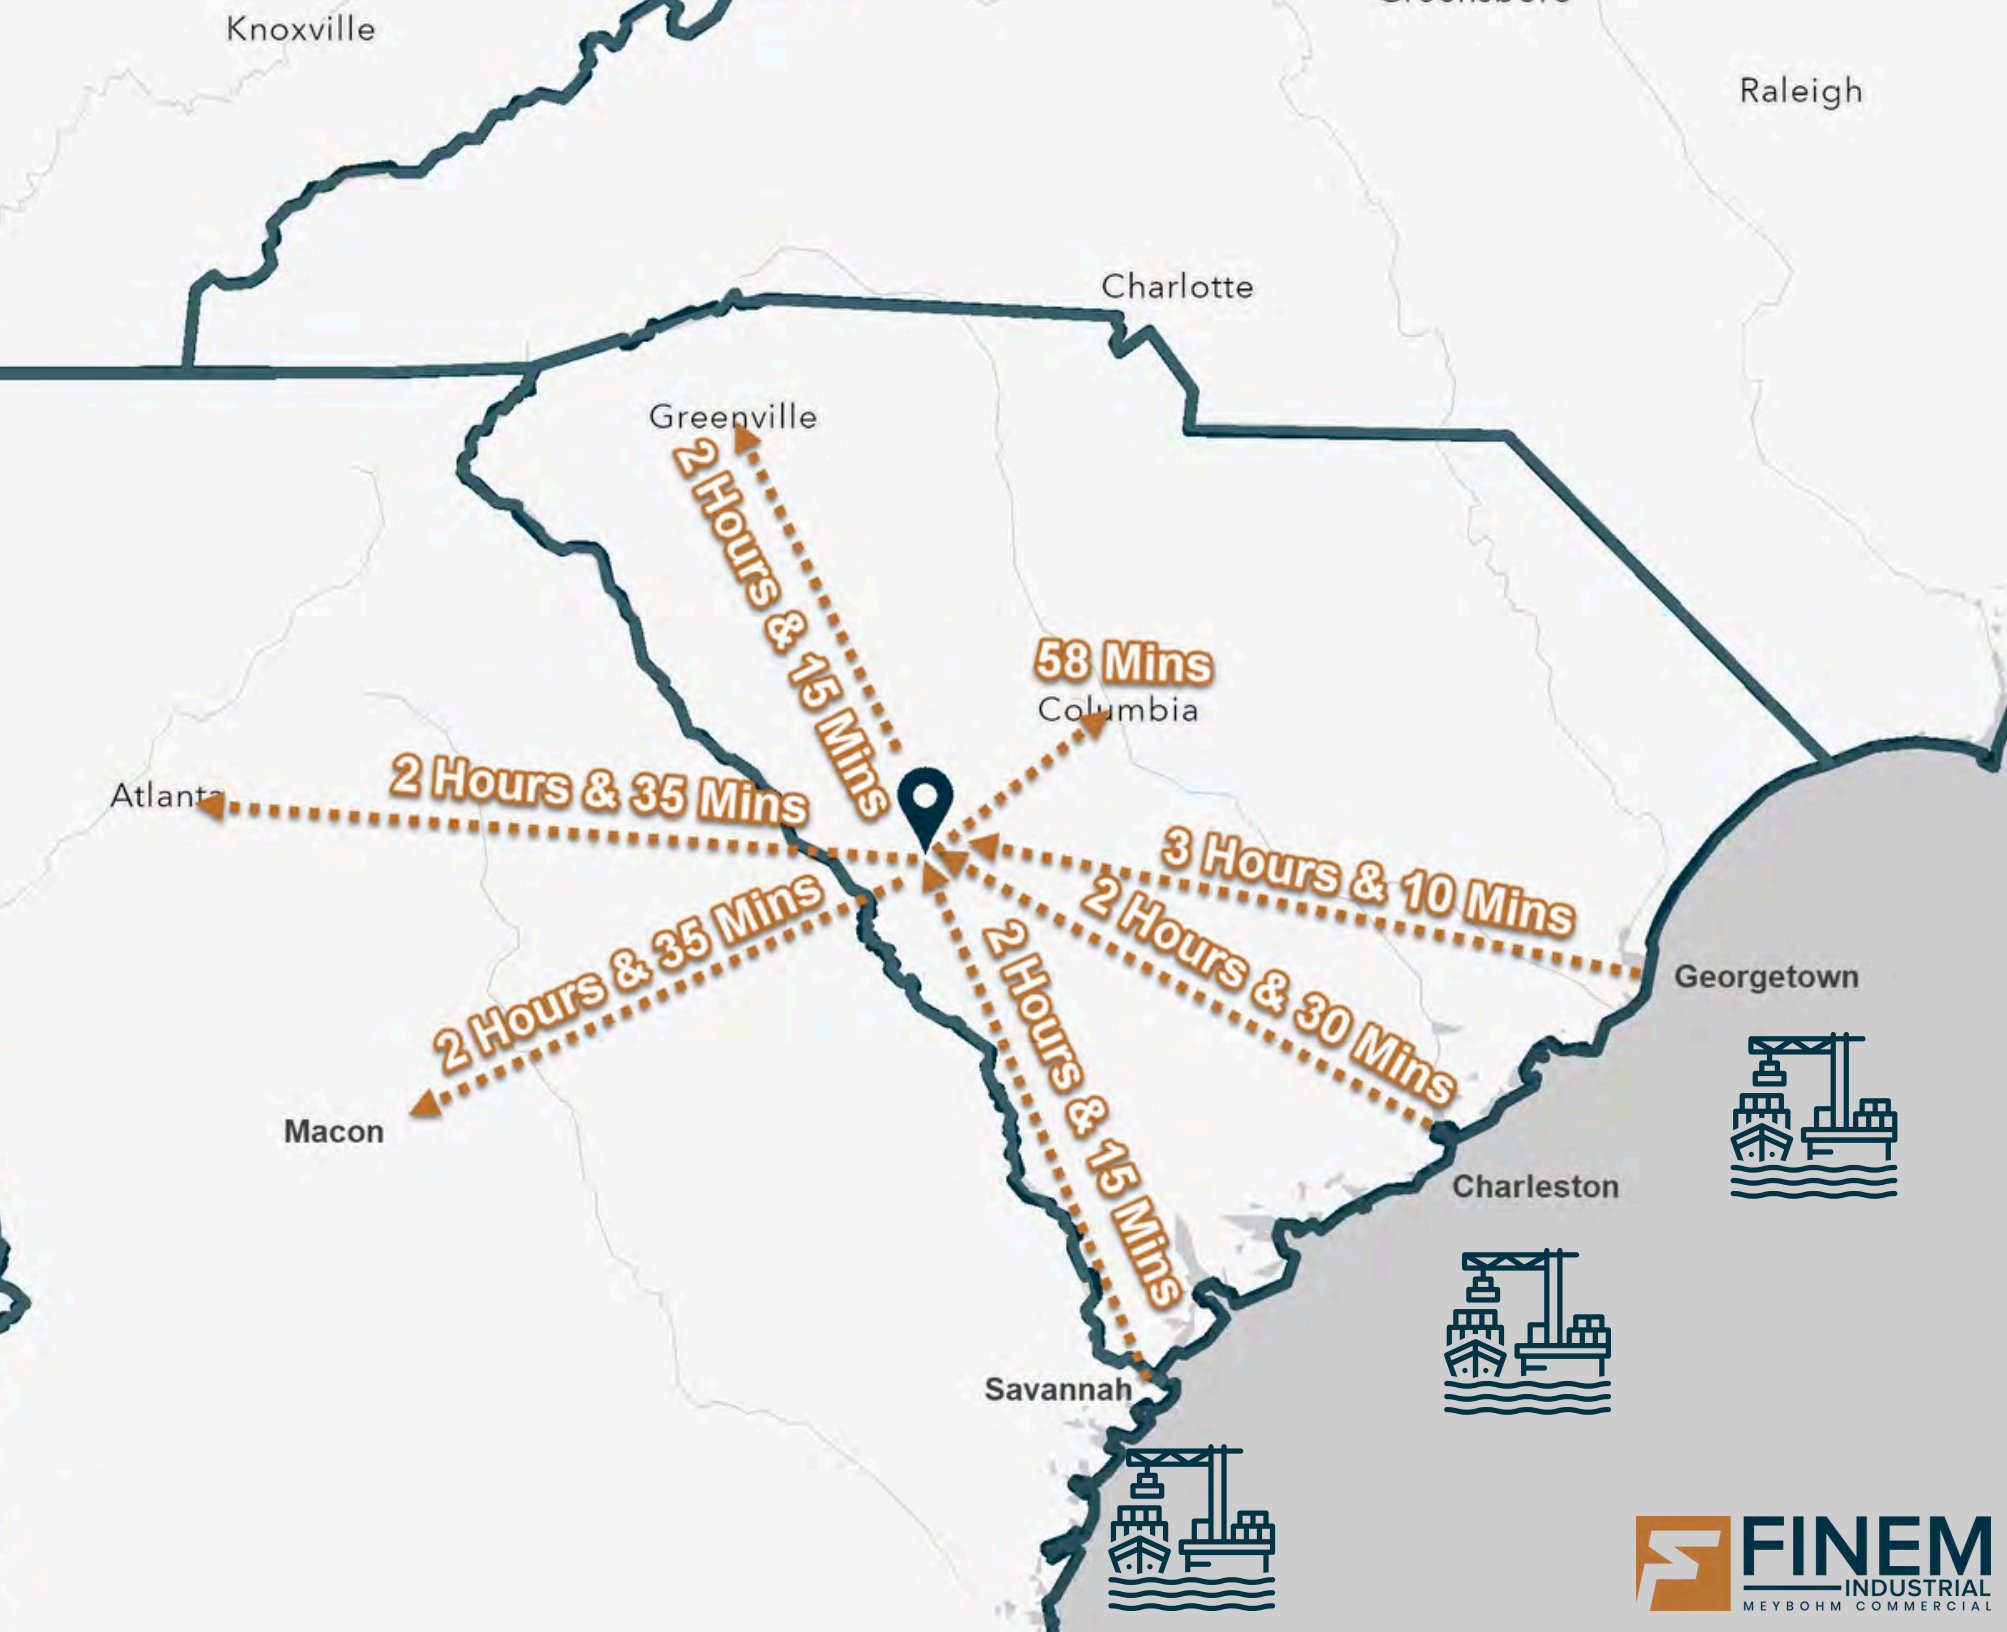 Knoxville
Raleigh
Charlotte
Greenville
2 Hours & 15 Mins
58 Mins
Columbia
Atlanta
2 Hours & 35 Mins
3 Hours & 10 Mins
2 Hours & 30 Mins
2 Hours & 35 Mins
2 Hours & 15 Mins
Georgetown
Macon
Charleston
Savannah
FINEM
INDUSTRIAL
MEYBOHM COMMERCIAL